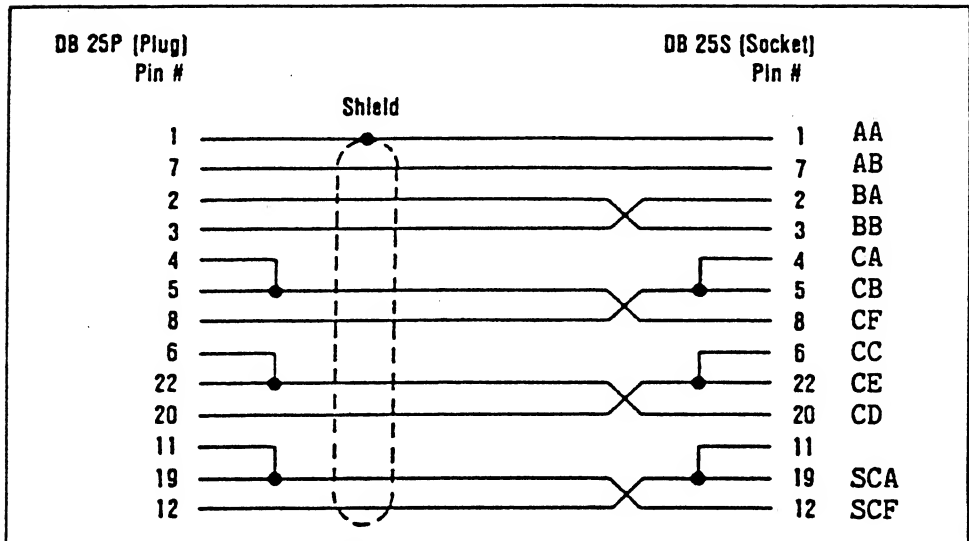 DB 25P (Plug) DB 25S (Socket)
Pin # Pin #
Shield
1 1 AA
7 7 AB
2 2 BA
3 3 BB
4 4 CA
5 5 CB
8 8 CF
6 6 CC
22 22 CE
20 20 CD
11 11
19 19 SCA
12 12 SCF